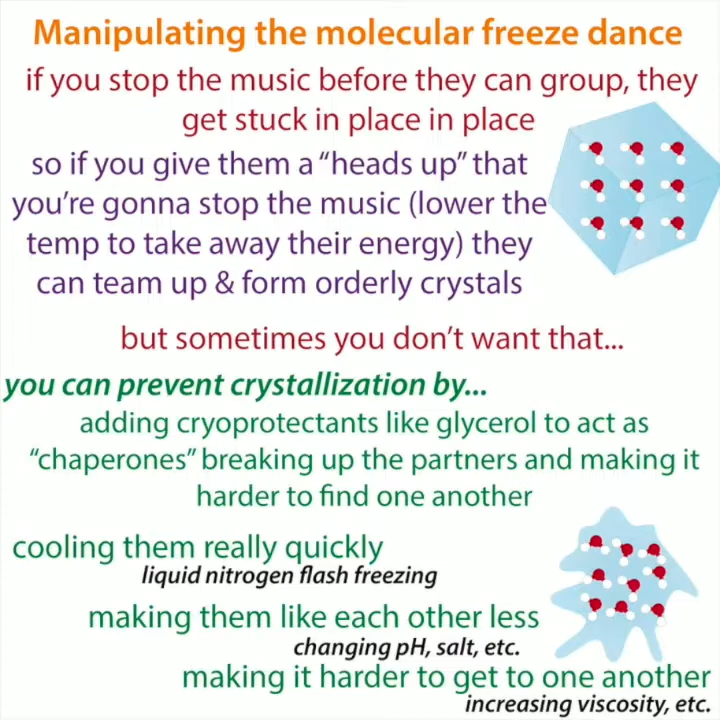 Manipulating the molecular freeze dance
if you stop the music before they can group, they
get stuck in place in place
so if you give them a “heads up” that
you’re gonna stop the music (lower the
temp to take away their energy) they
can team up & form orderly crystals
but sometimes you don’t want that...
you can prevent crystallization by...
adding cryoprotectants like glycerol to act as
“chaperones” breaking up the partners and making it
harder to find one another
cooling them really quickly
liquid nitrogen flash freezing
making them like each other less
changing pH, salt, etc.
making it harder to get to one another
increasing viscosity, etc.